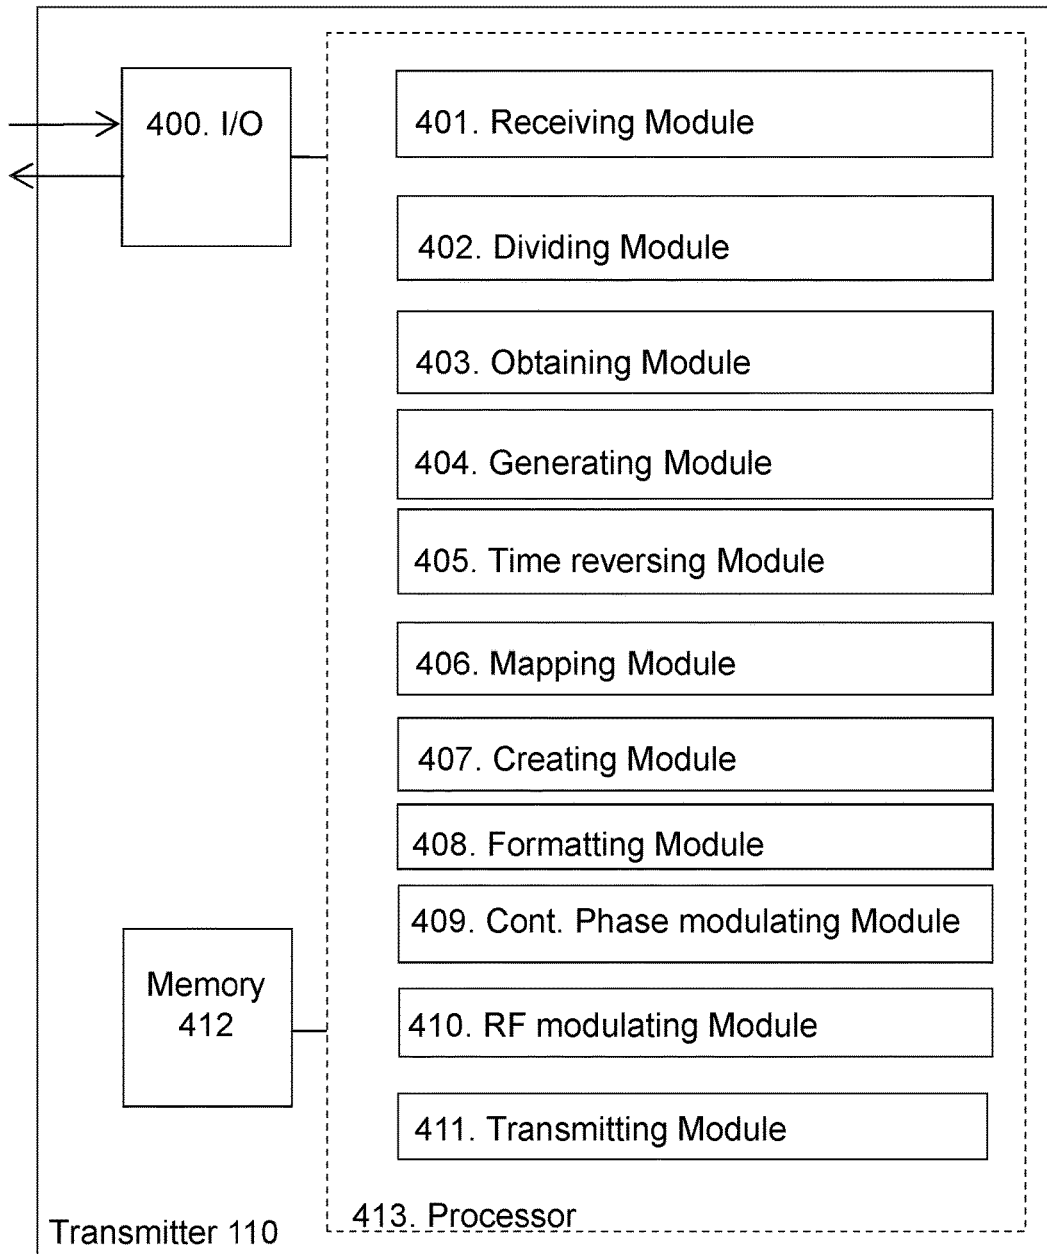 400. I/O
401. Receiving Module
402. Dividing Module
403. Obtaining Module
404. Generating Module
405. Time reversing Module
406. Mapping Module
407. Creating Module
408. Formatting Module
409. Cont. Phase modulating Module
410. RF modulating Module
411. Transmitting Module
Memory
412
413. Processor
Transmitter 110